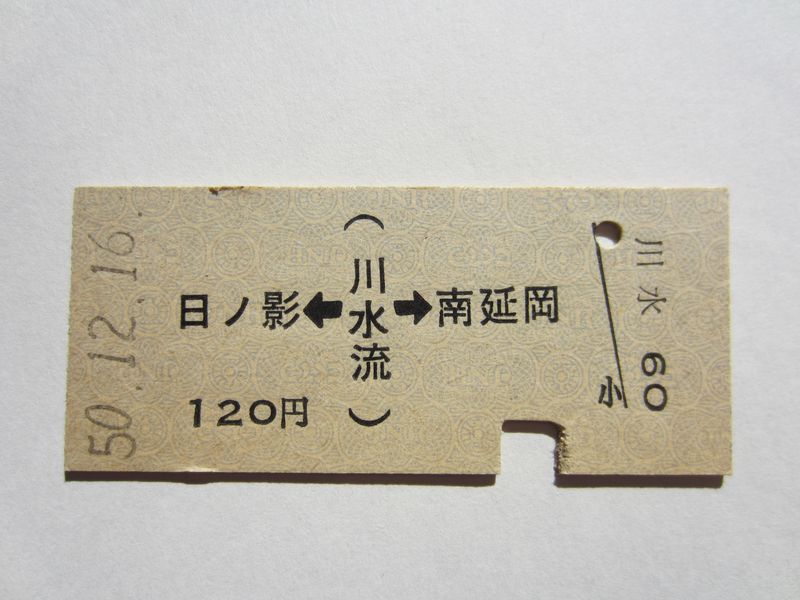 50.12.16.
日ノ影⬅(川水流)➡南延岡
120円
川水
小 60